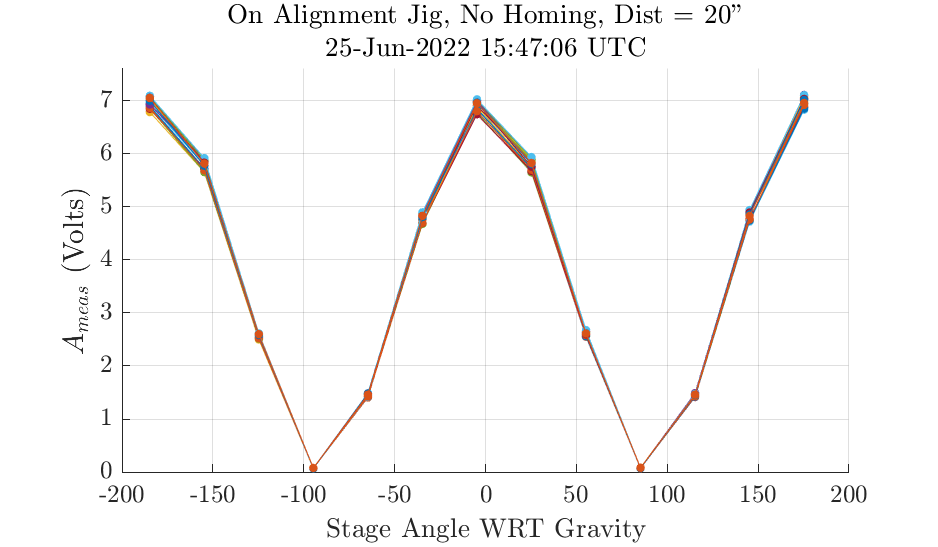 On Alignment Jig, No Homing, Dist = 20”
25-Jun-2022 15:47:06 UTC
7
6
5
4
3
2
1
0
A_meas (Volts)
-200 -150 -100 -50 0 50 100 150 200
Stage Angle WRT Gravity